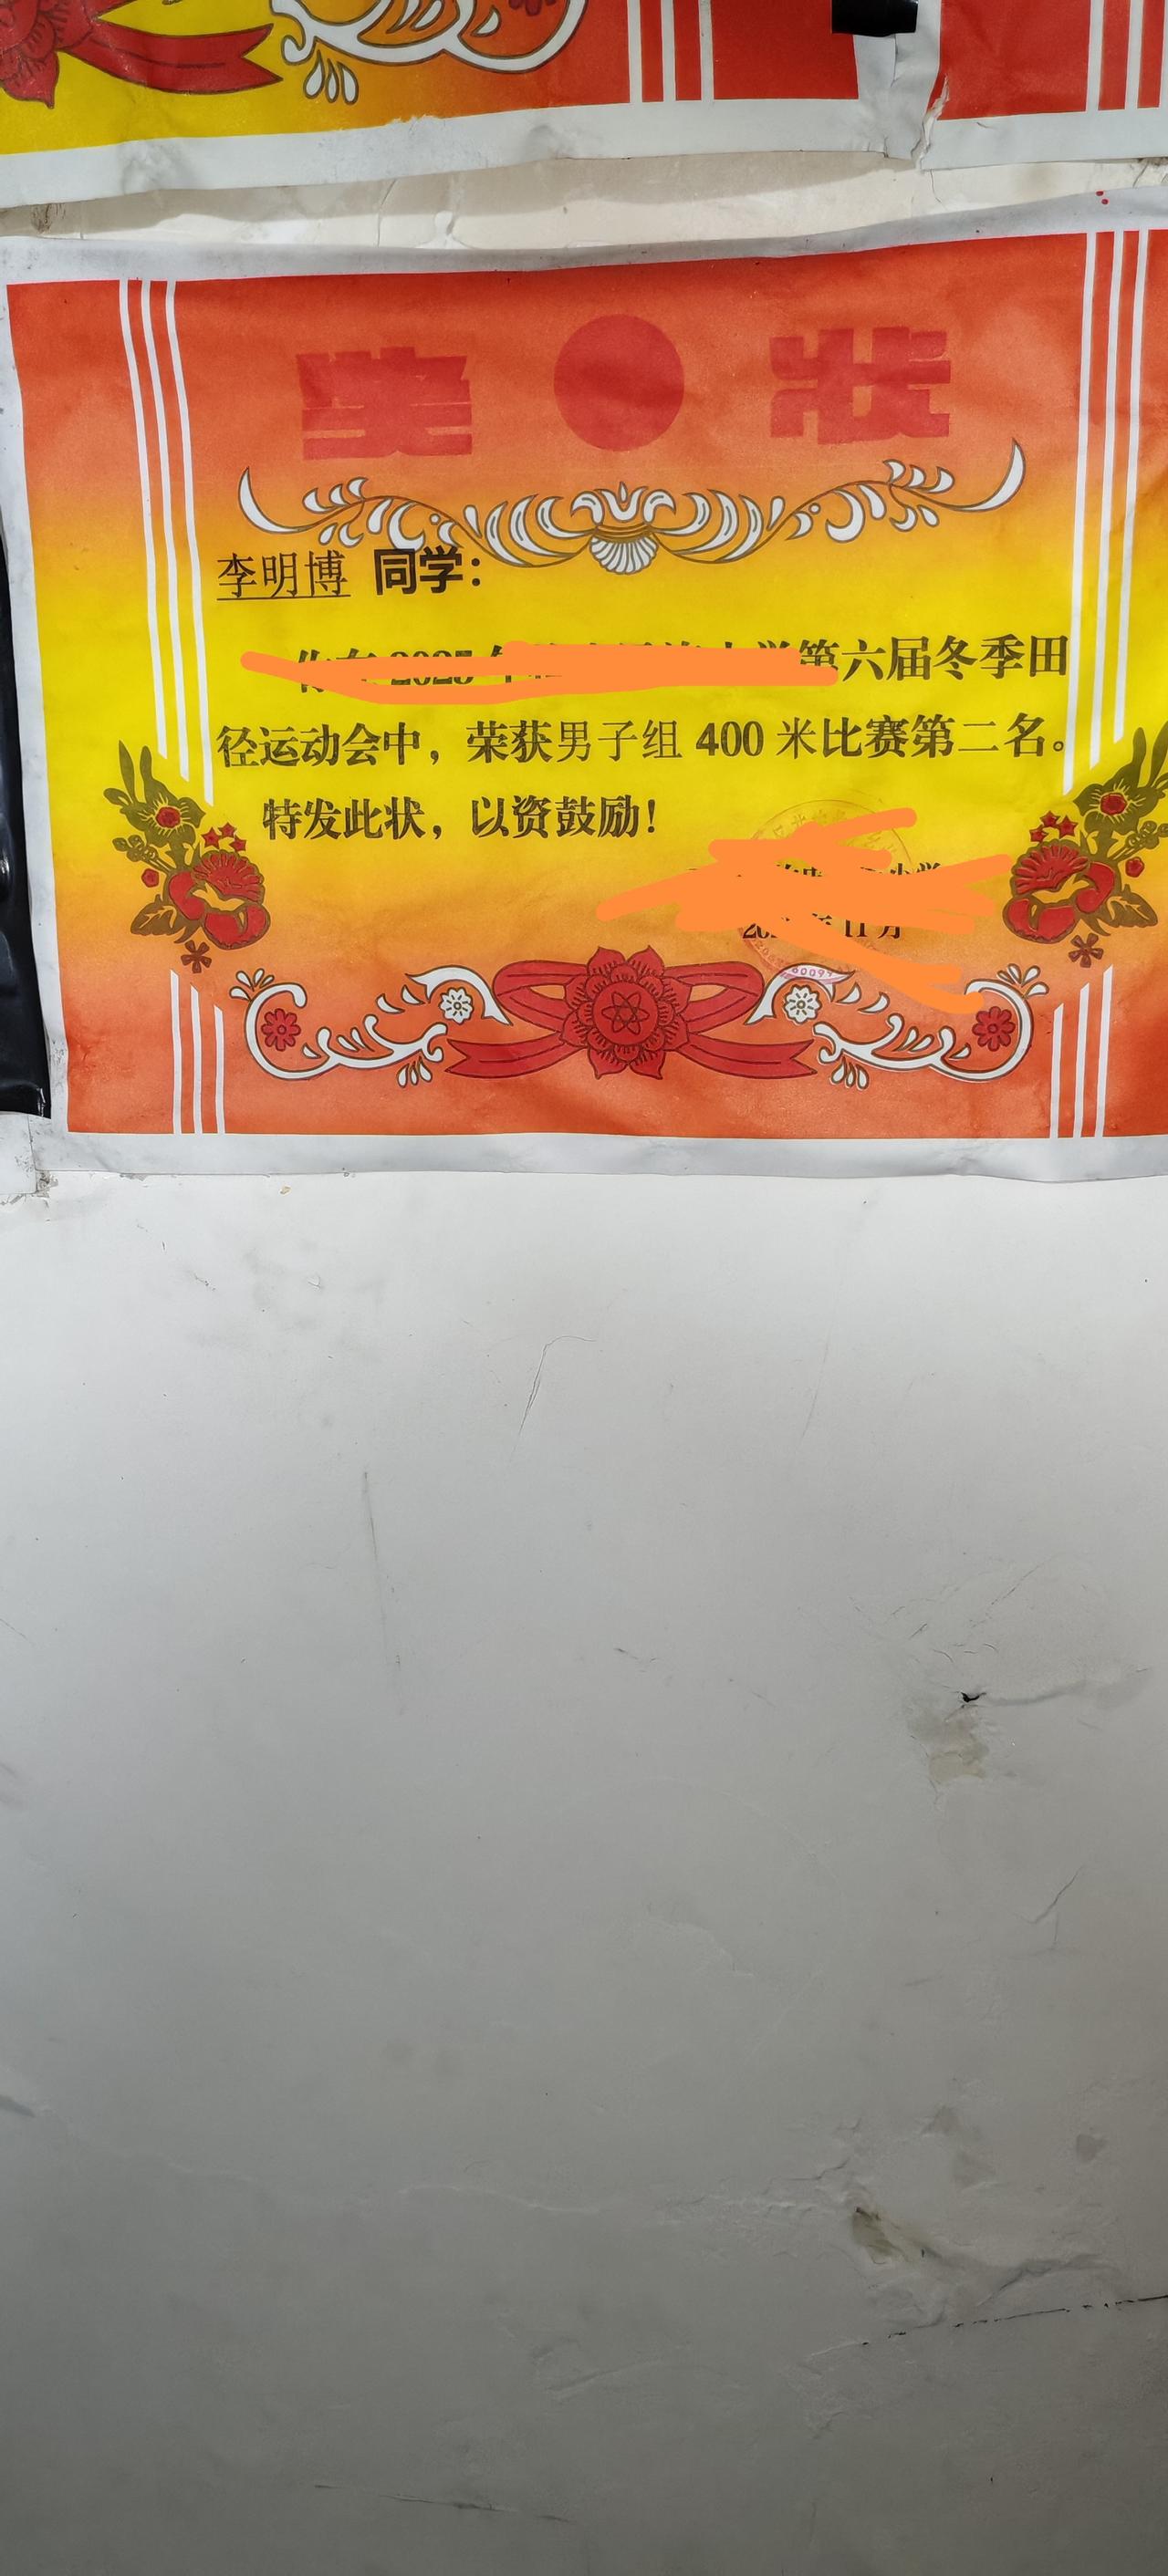 奖状
李明博 同学：
第六届冬季田
径运动会中，荣获男子组 400 米比赛第二名。
特发此状，以资鼓励！
11 月